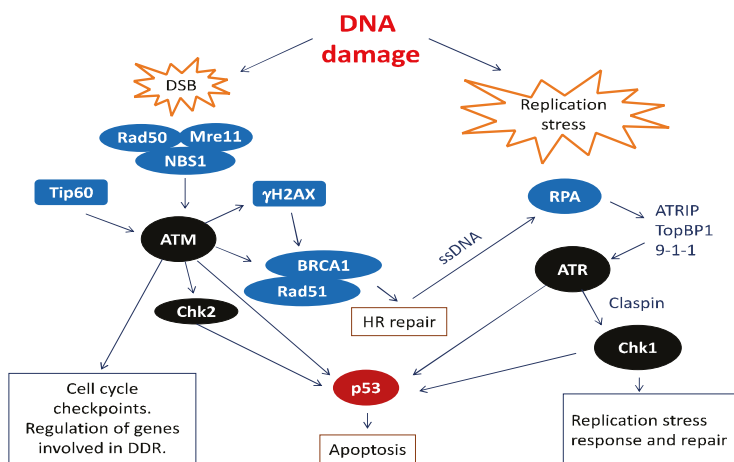 DNA
damage
DSB
Replication
stress
Rad50
Mre11
NBS1
Tip60
γH2AX
RPA
ATRIP
TopBP1
9-1-1
ATM
ssDNA
BRCA1
Rad51
ATR
Chk2
HR repair
Claspin
Chk1
p53
Cell cycle
checkpoints.
Regulation of genes
involved in DDR.
Apoptosis
Replication stress
response and repair